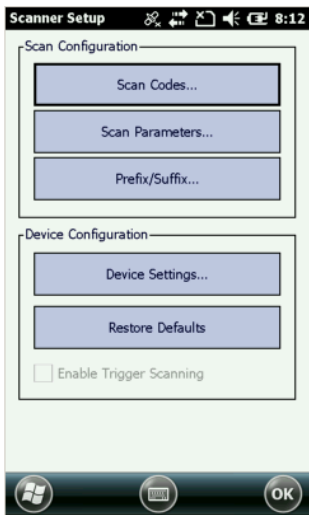 Scanner Setup 8:12
Scan Configuration
Scan Codes...
Scan Parameters...
Prefix/Suffix...
Device Configuration
Device Settings...
Restore Defaults
Enable Trigger Scanning
OK